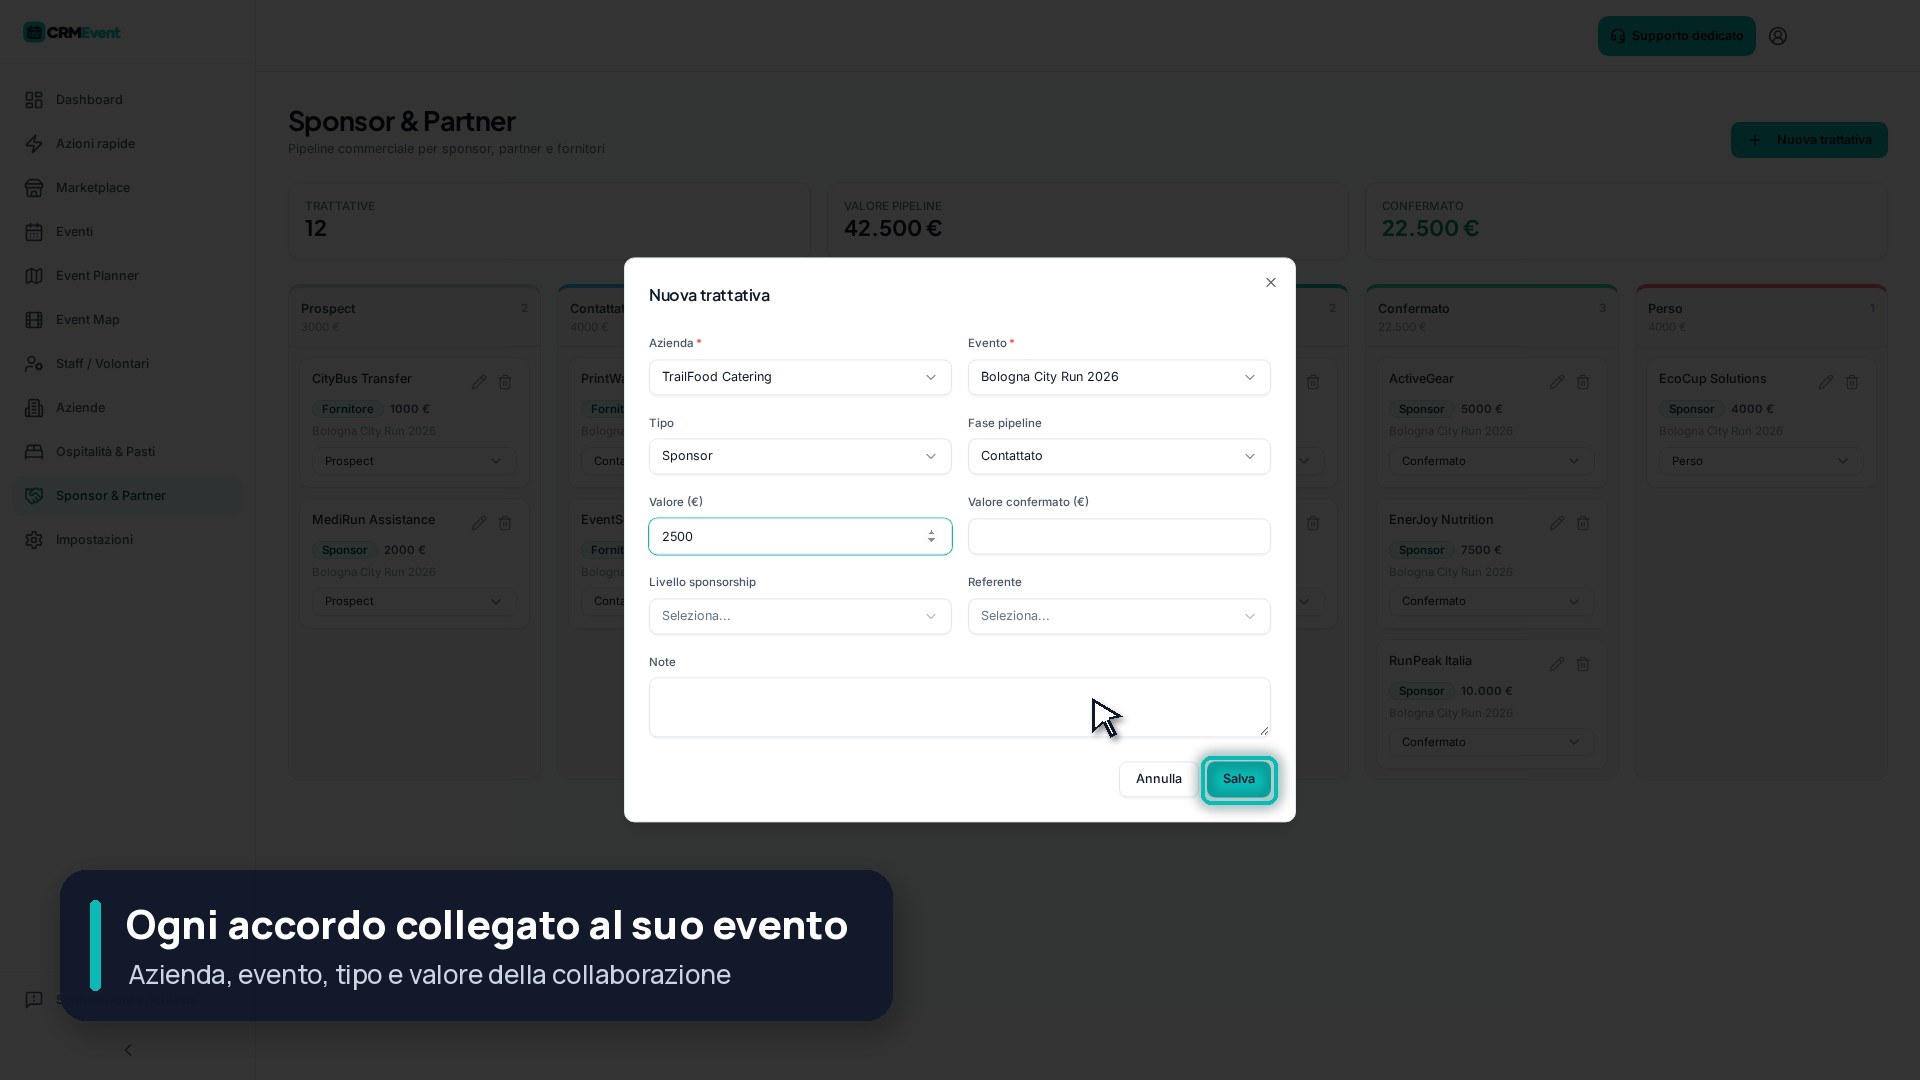 CRMEvent
Supporto dedicato
Dashboard
Azioni rapide
Marketplace
Eventi
Event Planner
Event Map
Staff / Volontari
Aziende
Ospitalità & Pasti
Sponsor & Partner
Impostazioni
Sponsor & Partner
Pipeline commerciale per sponsor, partner e fornitori
Nuova trattativa
TRATTATIVE
12
VALORE PIPELINE
42.500 €
CONFERMATO
22.500 €
Prospect 2
3000 €
CityBus Transfer
Fornitore 1000 €
Bologna City Run 2026
Prospect
MediRun Assistance
Sponsor 2000 €
Bologna City Run 2026
Prospect
4000 €
2
Confermato 3
22.500 €
ActiveGear
Sponsor 5000 €
Bologna City Run 2026
Confermato
EnerJoy Nutrition
Sponsor 7500 €
Bologna City Run 2026
Confermato
RunPeak Italia
Sponsor 10.000 €
Bologna City Run 2026
Confermato
Perso 1
4000 €
EcoCup Solutions
Sponsor 4000 €
Bologna City Run 2026
Perso
Nuova trattativa
Azienda * Evento *
TrailFood Catering Bologna City Run 2026
Tipo Fase pipeline
Sponsor Contattato
Valore (€) Valore confermato (€)
2500
Livello sponsorship Referente
Seleziona... Seleziona...
Note
Annulla Salva
Ogni accordo collegato al suo evento
Azienda, evento, tipo e valore della collaborazione